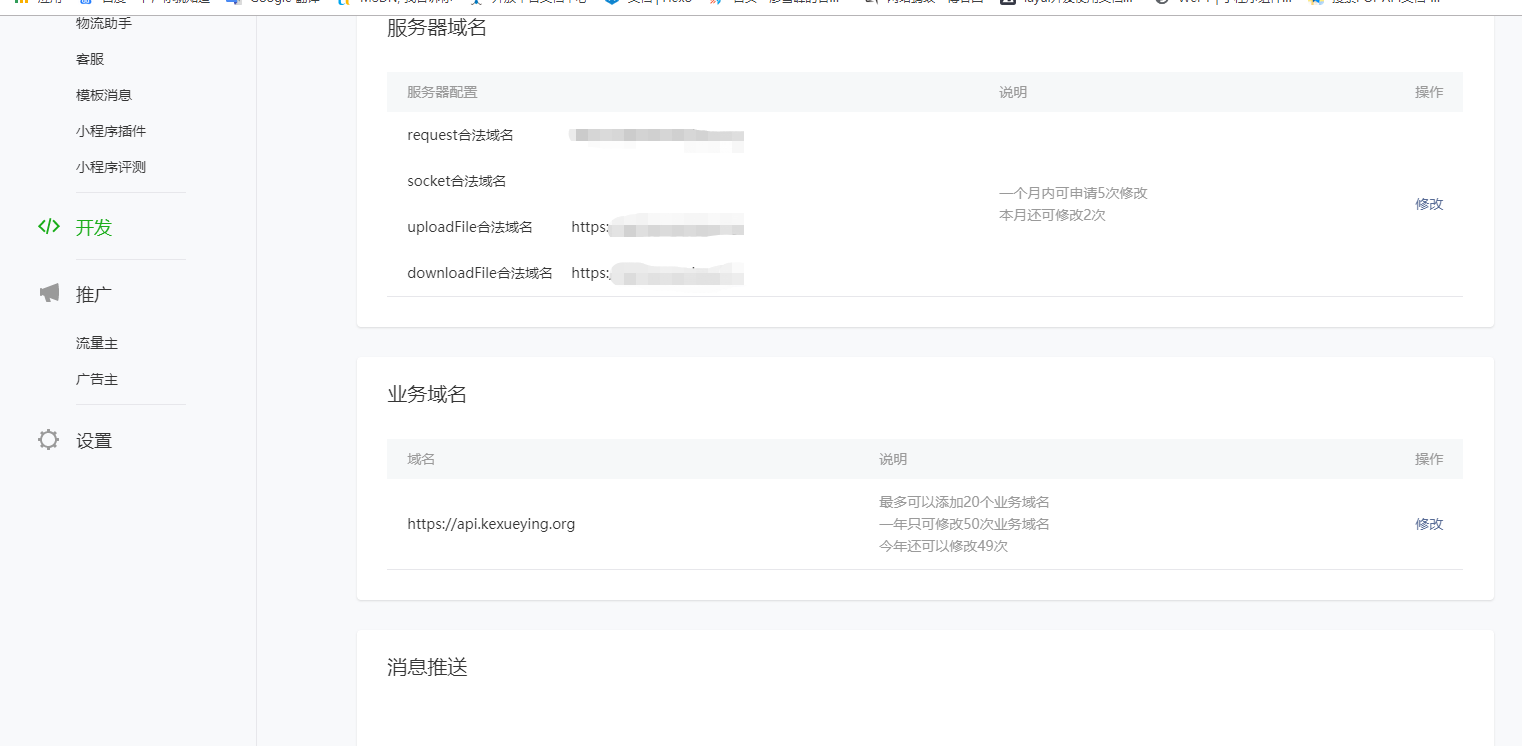 物流助手
客服
模板消息
小程序插件
小程序评测
开发
推广
流量主
广告主
设置
服务器域名
服务器配置 说明 操作
request合法域名
socket合法域名
uploadFile合法域名 https:
downloadFile合法域名 https:
一个月内可申请5次修改
本月还可修改2次
修改
业务域名
域名 说明 操作
https://api.kexueying.org
最多可以添加20个业务域名
一年只可修改50次业务域名
今年还可以修改49次
修改
消息推送